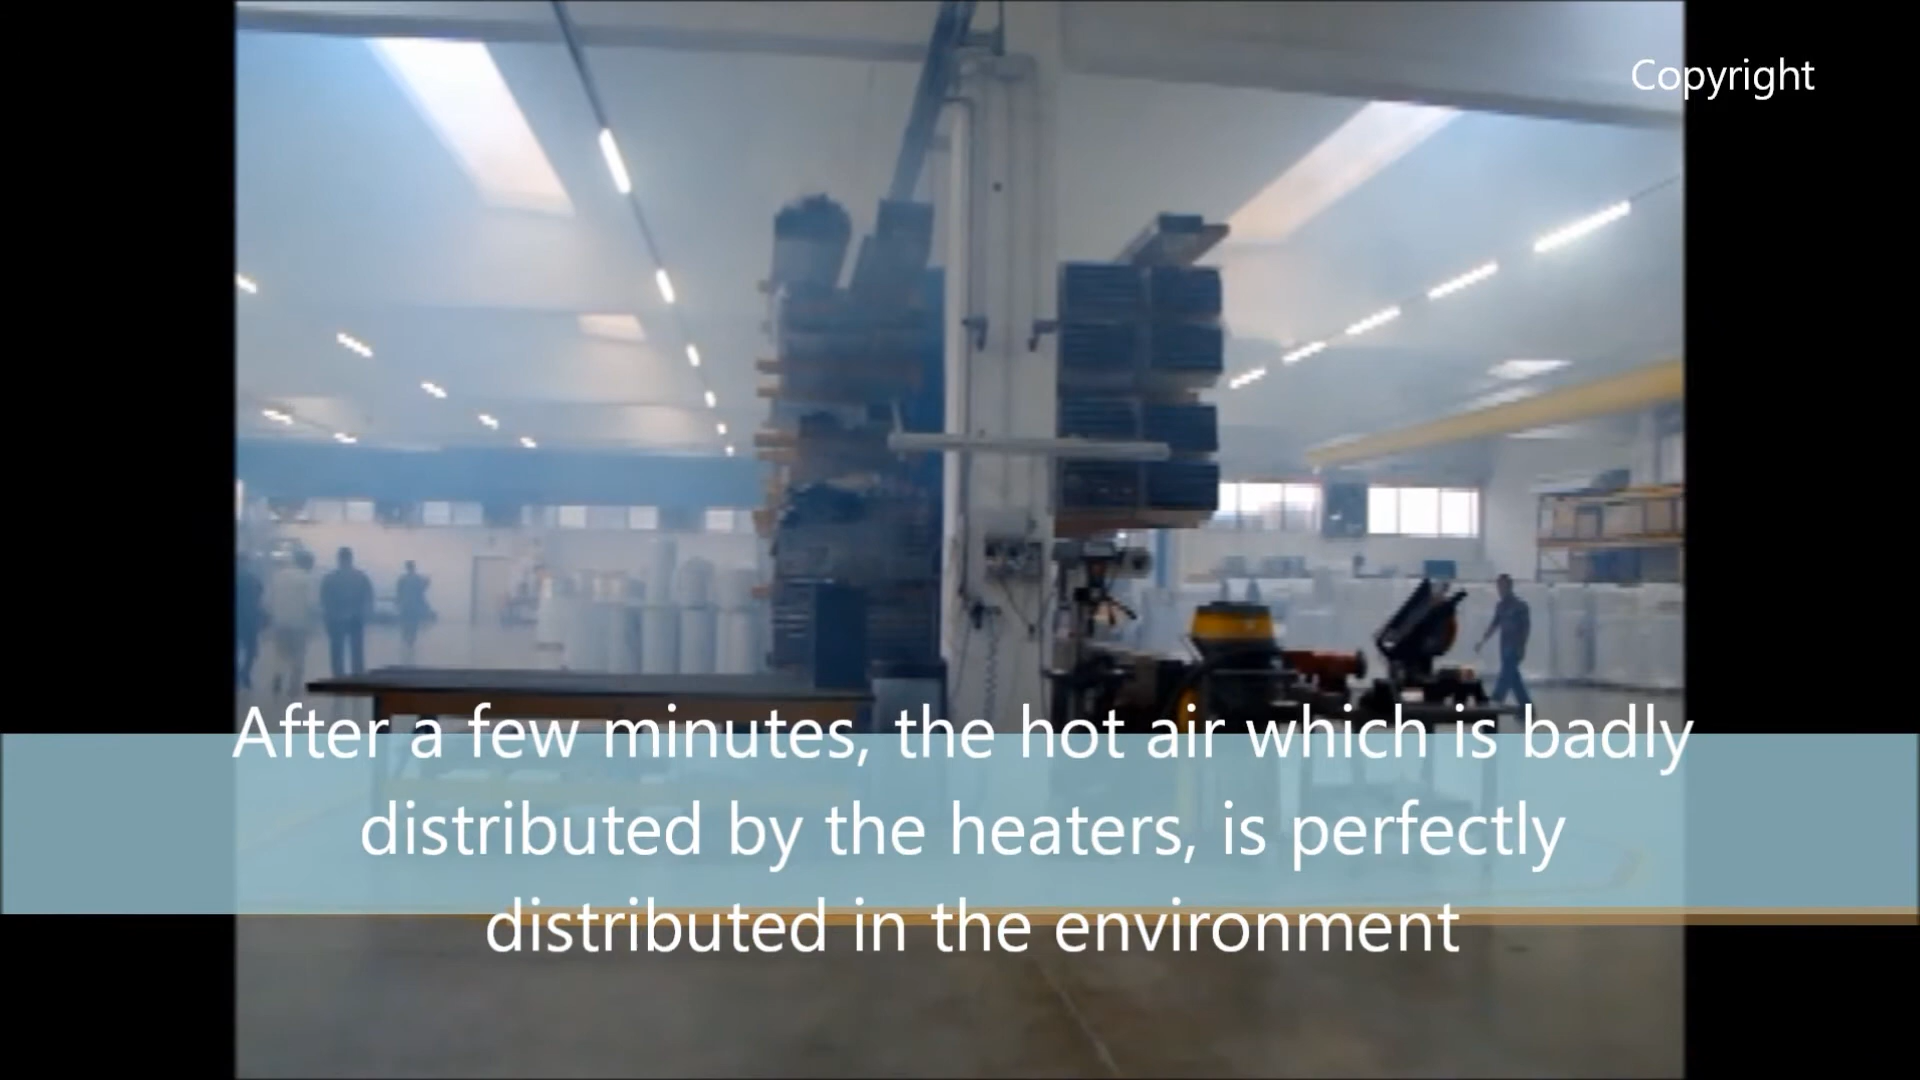 Copyright
After a few minutes, the hot air which is badly
distributed by the heaters, is perfectly
distributed in the environment